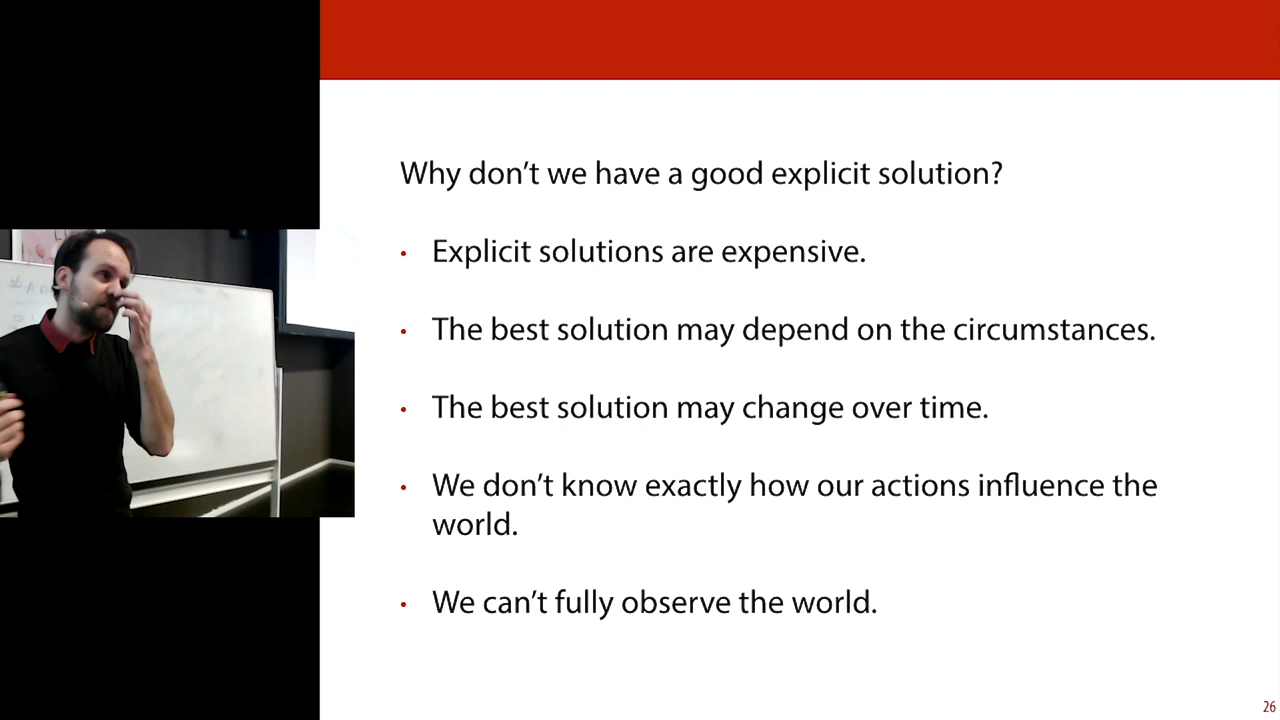 Why don’t we have a good explicit solution?
• Explicit solutions are expensive.
• The best solution may depend on the circumstances.
• The best solution may change over time.
• We don’t know exactly how our actions influence the
world.
• We can’t fully observe the world.
26